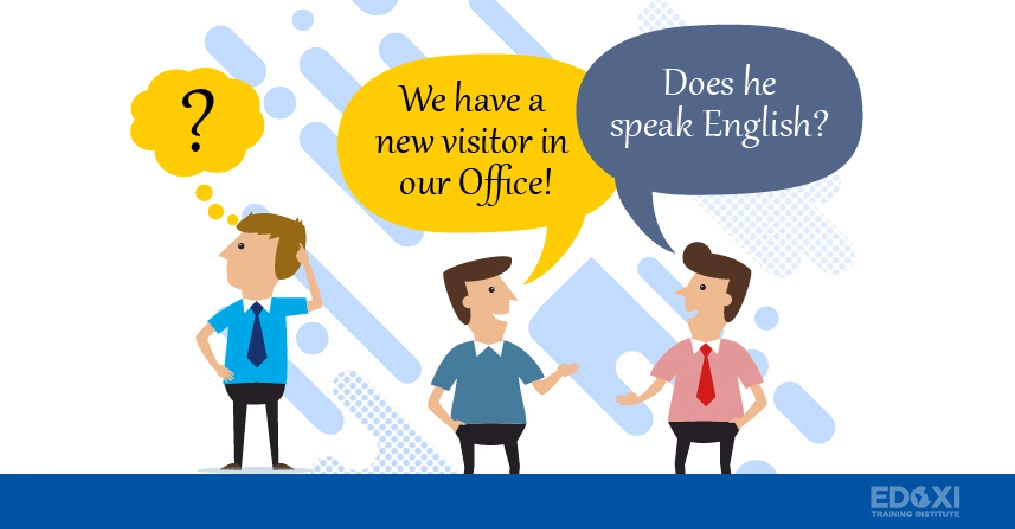 ?
We have a
new visitor in
our Office!
Does he
speak English?
EDOXI
TRAINING INSTITUTE